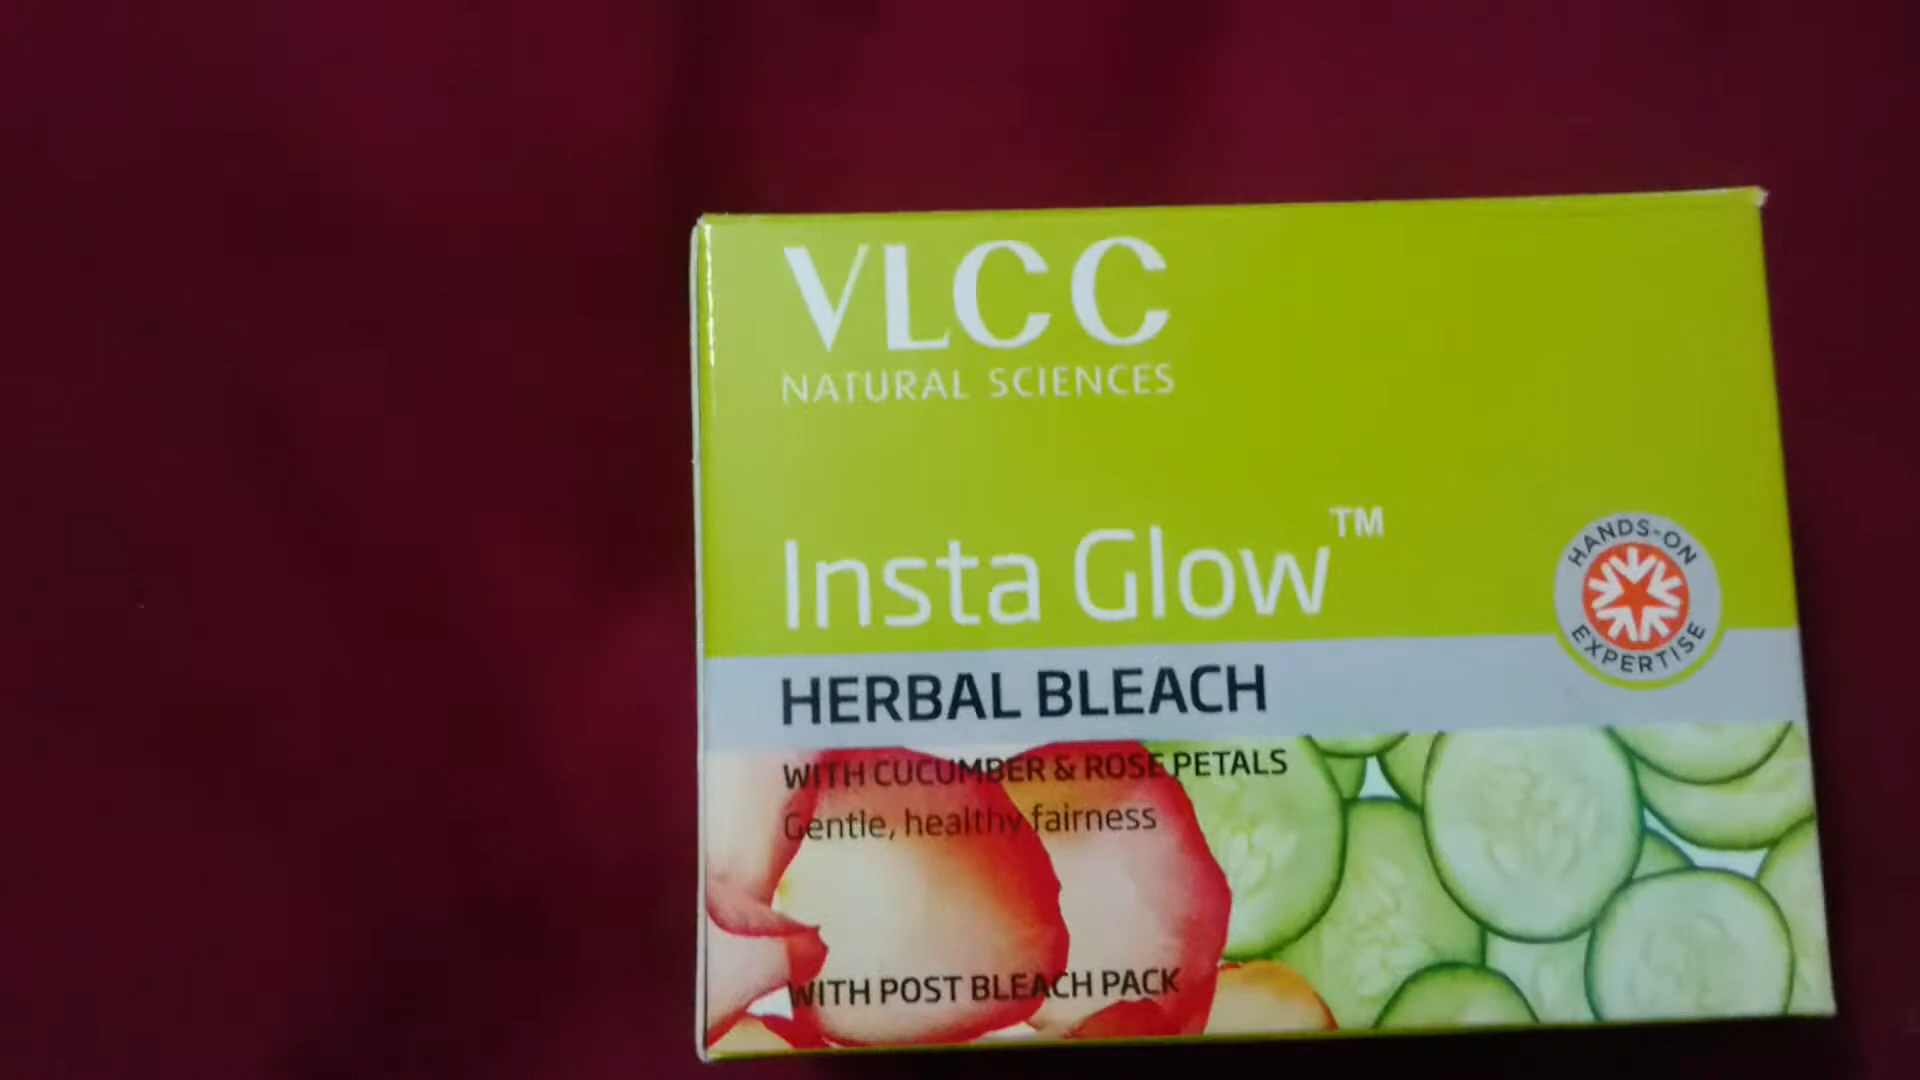 VLCC
NATURAL SCIENCES
Insta Glow™
HANDS-ON
EXPERTISE
HERBAL BLEACH
WITH CUCUMBER & ROSE PETALS
Gentle, healthy fairness
WITH POST BLEACH PACK